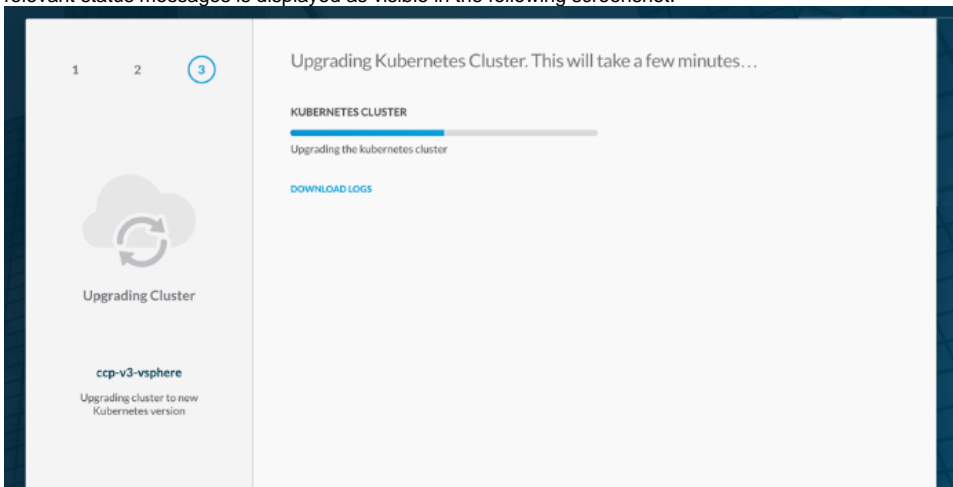 relevant status messages is displayed as visible in the following screenshot.
1 2 3
Upgrading Kubernetes Cluster. This will take a few minutes...
KUBERNETES CLUSTER
Upgrading the kubernetes cluster
DOWNLOAD LOGS
Upgrading Cluster
ccp-v3-vsphere
Upgrading cluster to new
Kubernetes version